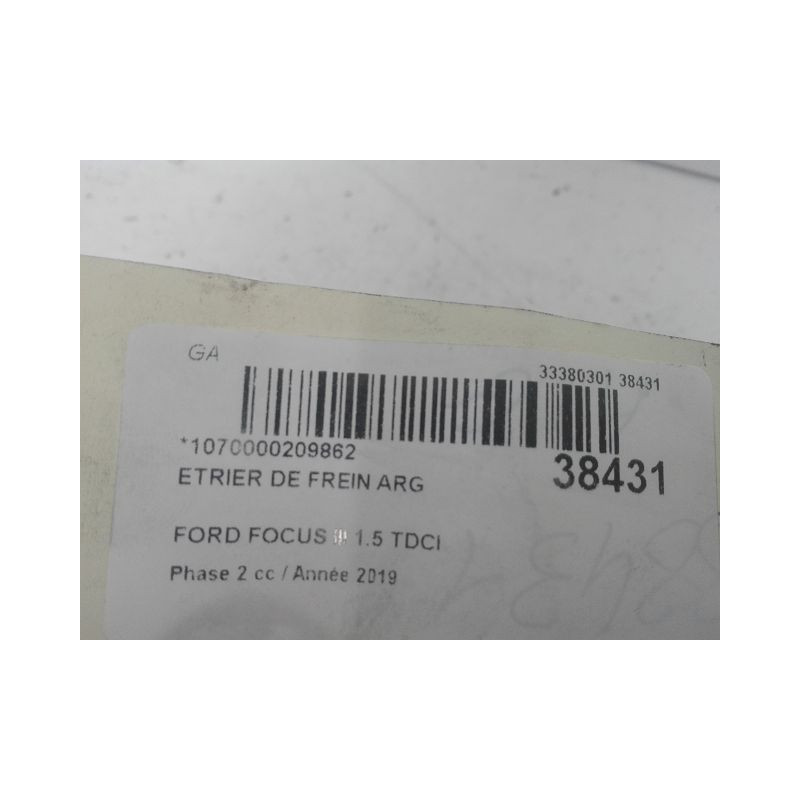 GA
33380301 38431
*1070000209862
38431
ETRIER DE FREIN ARG
FORD FOCUS III 1.5 TDCI
Phase 2 cc / Année 2019